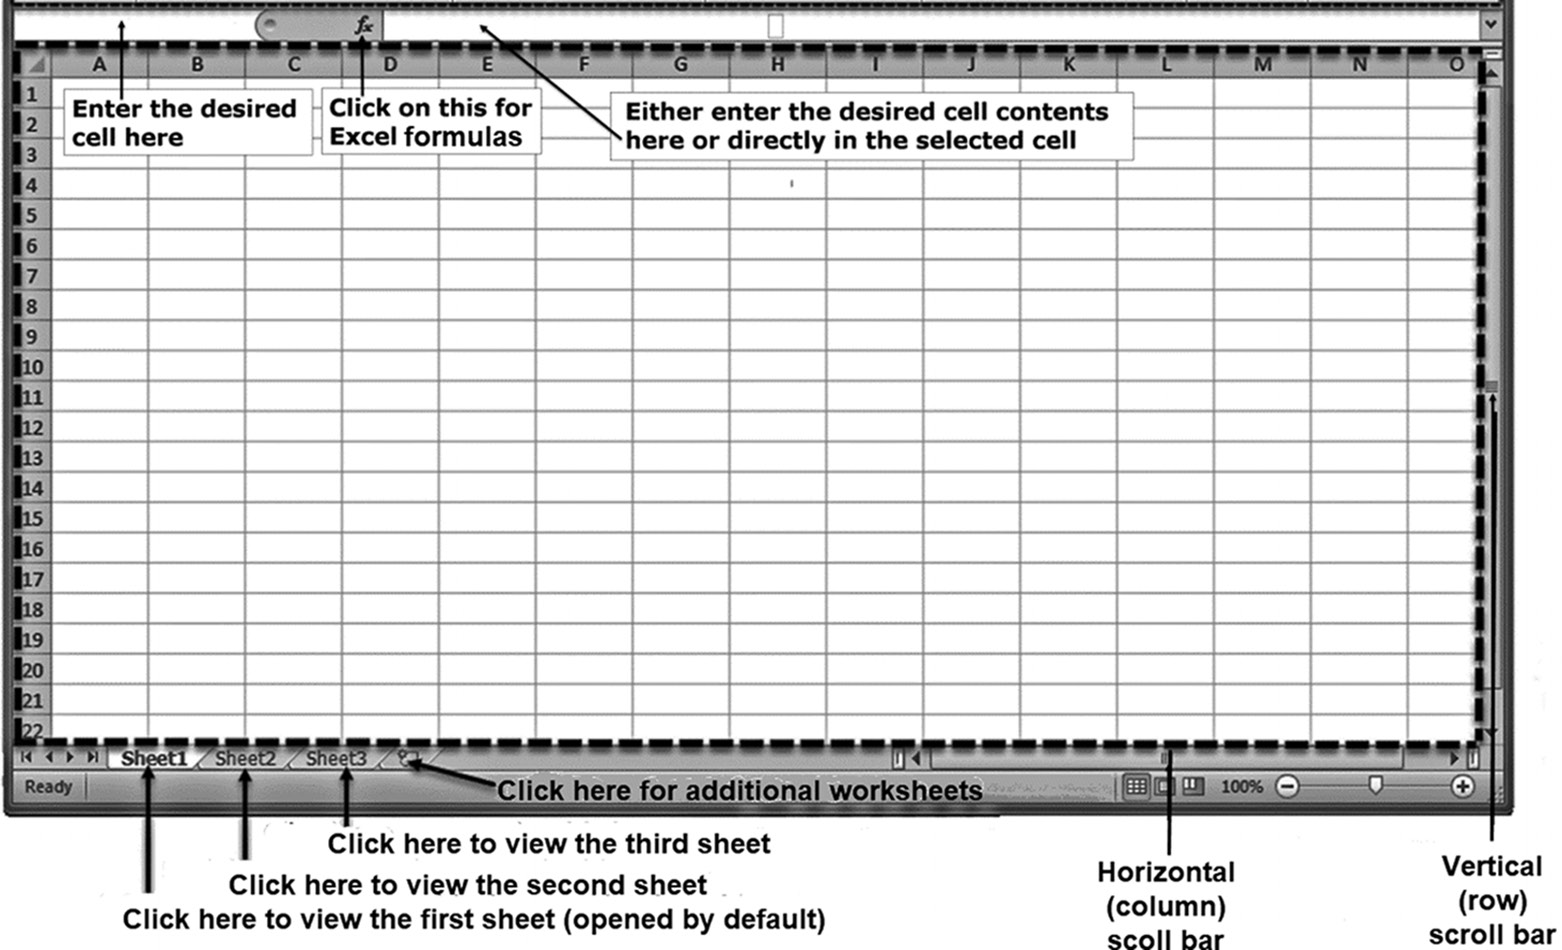 fx
A B C D E F G H I J K L M N O
1
Enter the desired
cell here
Click on this for
Excel formulas
Either enter the desired cell contents
here or directly in the selected cell
2
3
4
5
6
7
8
9
10
11
12
13
14
15
16
17
18
19
20
21
22
Sheet1 Sheet2 Sheet3
Ready
Click here for additional worksheets
100%
Click here to view the third sheet
Click here to view the second sheet
Click here to view the first sheet (opened by default)
Horizontal
(column)
scoll bar
Vertical
(row)
scroll bar